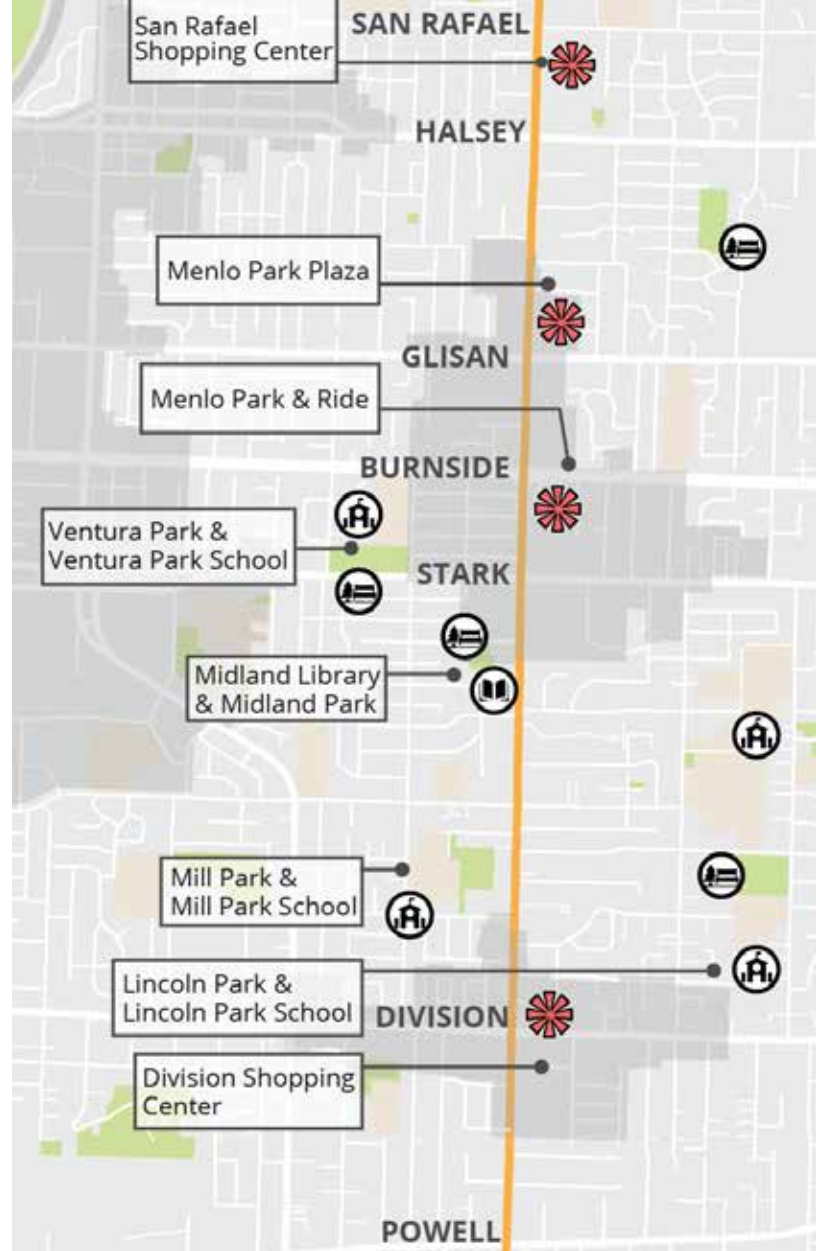 San Rafael
Shopping Center
SAN RAFAEL
HALSEY
Menlo Park Plaza
GLISAN
Menlo Park & Ride
BURNSIDE
Ventura Park &
Ventura Park School
STARK
Midland Library
& Midland Park
Mill Park &
Mill Park School
Lincoln Park &
Lincoln Park School
DIVISION
Division Shopping
Center
POWELL